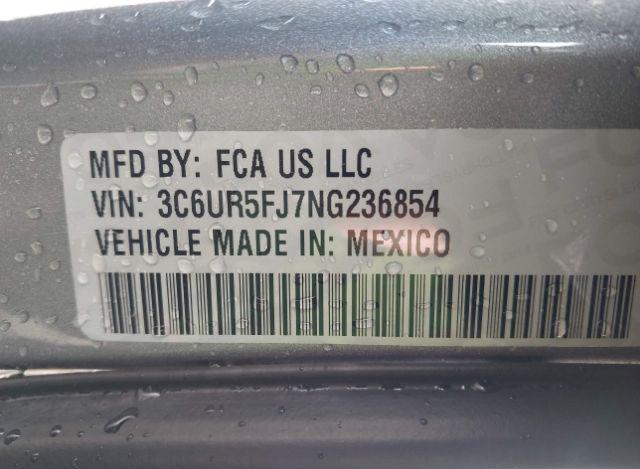 MFD BY: FCA US LLC
VIN: 3C6UR5FJ7NG236854
VEHICLE MADE IN: MEXICO